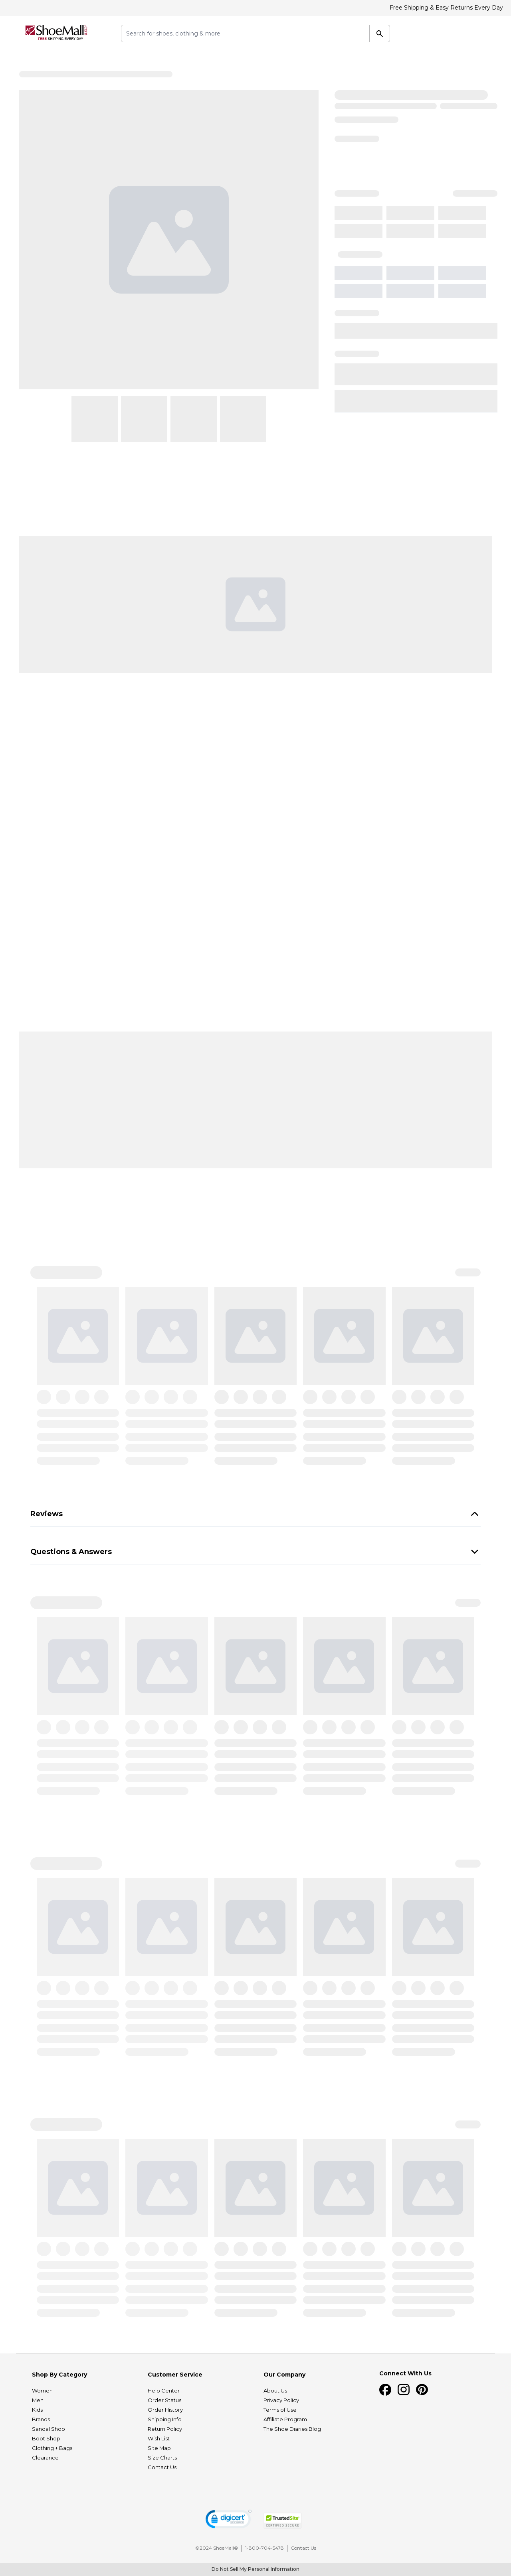 Free Shipping & Easy Returns Every Day
ShoeMall
FREE SHIPPING EVERY DAY
Search for shoes, clothing & more
Reviews
Questions & Answers
Shop By Category
Women
Men
Kids
Brands
Sandal Shop
Boot Shop
Clothing + Bags
Clearance
Customer Service
Help Center
Order Status
Order History
Shipping Info
Return Policy
Wish List
Site Map
Size Charts
Contact Us
Our Company
About Us
Privacy Policy
Terms of Use
Affiliate Program
The Shoe Diaries Blog
Connect With Us
digicert
TrustedSite
CERTIFIED SECURE
©2024 ShoeMall® | 1-800-704-5478 | Contact Us
Do Not Sell My Personal Information